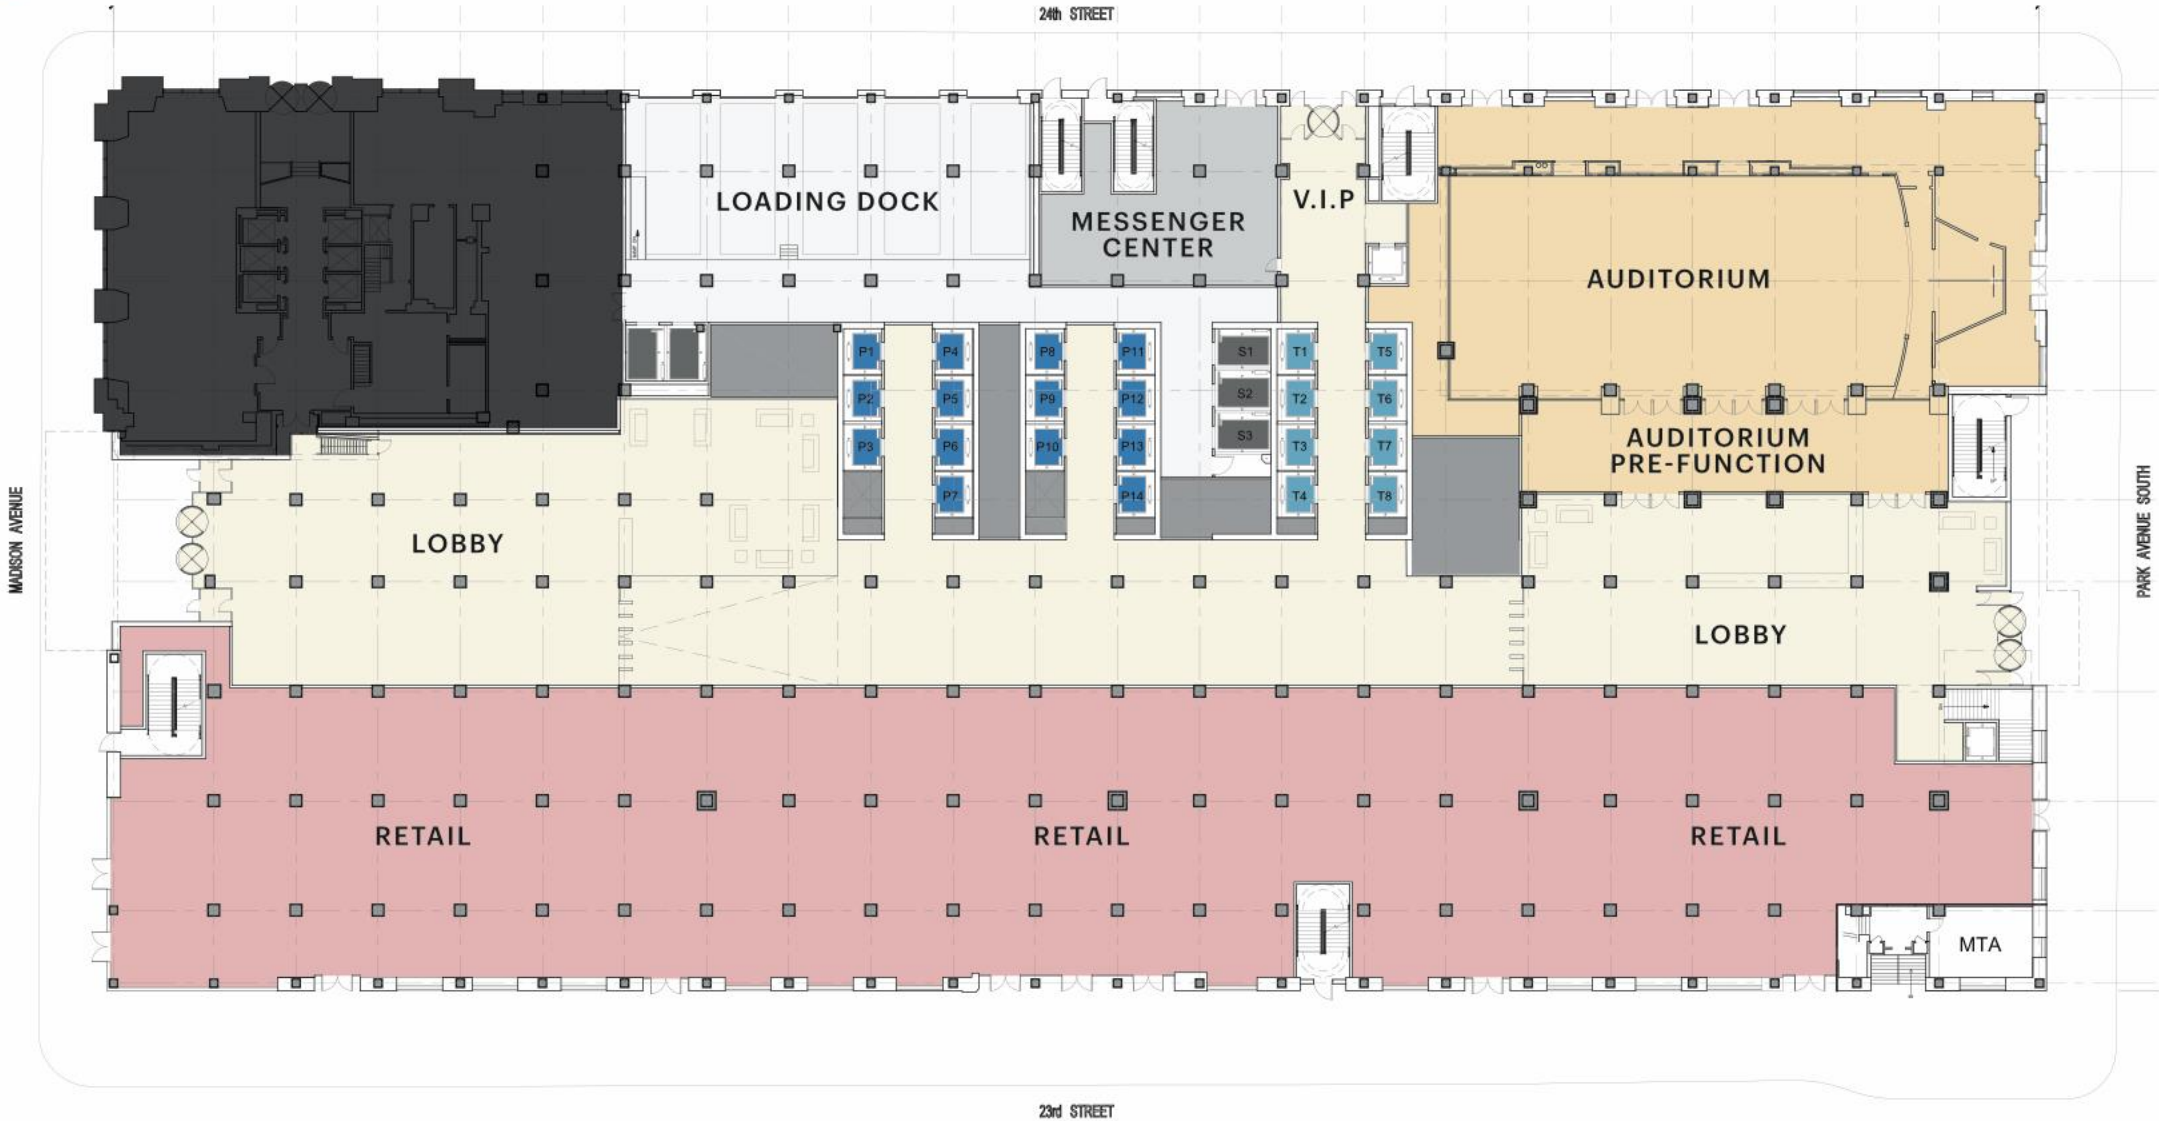 24th STREET
LOADING DOCK
MESSENGER
CENTER
V.I.P
AUDITORIUM
P1
P4
P8
P11
S1
T1
T5
P2
P5
P9
P12
S2
T2
T6
P3
P6
P10
P13
S3
T3
T7
P7
P14
T4
T8
AUDITORIUM
PRE-FUNCTION
MADISON AVENUE
LOBBY
PARK AVENUE SOUTH
LOBBY
RETAIL
RETAIL
RETAIL
MTA
23rd STREET